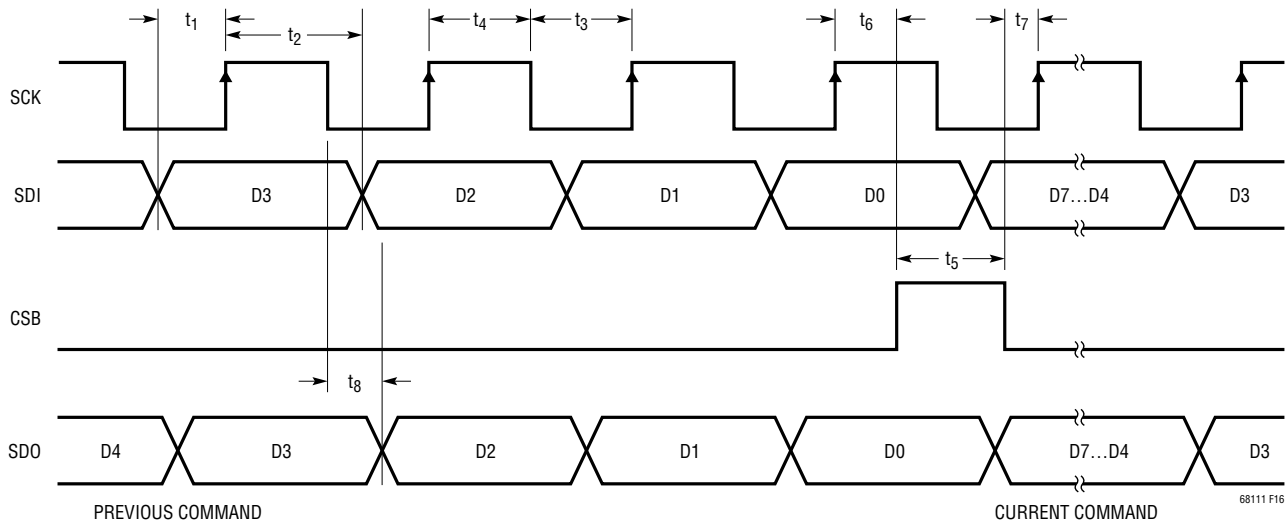 t1 t2 t4 t3 t6 t7
SCK
SDI D3 D2 D1 D0 D7...D4 D3
t5
CSB
t8
SDO D4 D3 D2 D1 D0 D7...D4 D3
68111 F16
PREVIOUS COMMAND CURRENT COMMAND